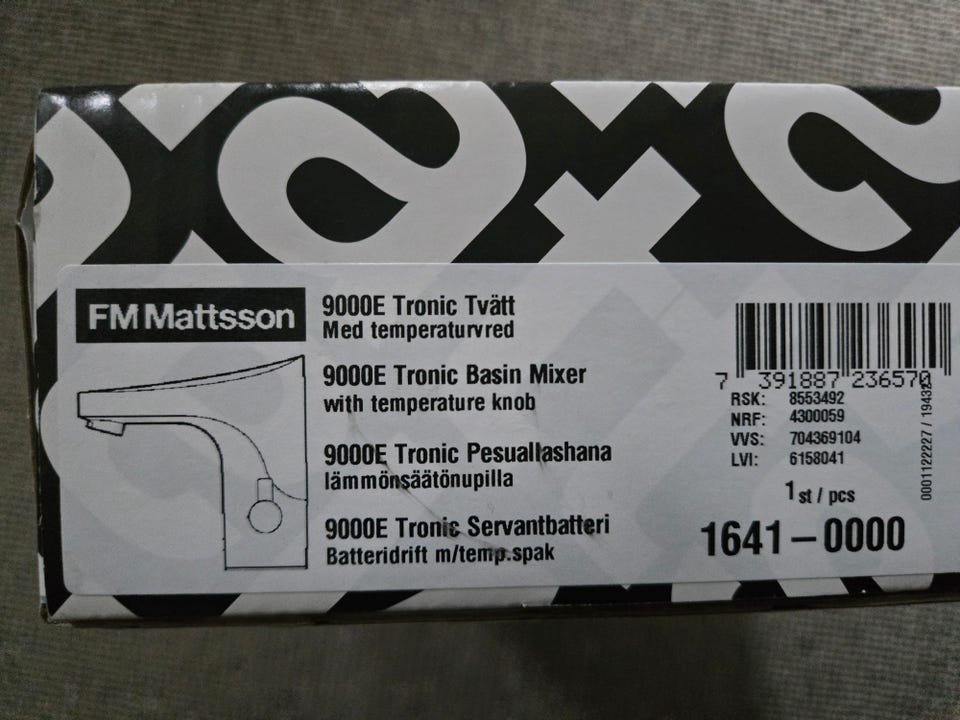 FM Mattsson
9000E Tronic Tvätt
Med temperaturvred
9000E Tronic Basin Mixer
with temperature knob
9000E Tronic Pesuallashana
lämmönsäätönupilla
9000E Tronic Servantbatteri
Batteridrift m/temp.spak
7 391887 236570
RSK: 8553492
NRF: 4300059
VVS: 704369104
LVI: 6158041
1 st / pcs
1641-0000
0001122227 /